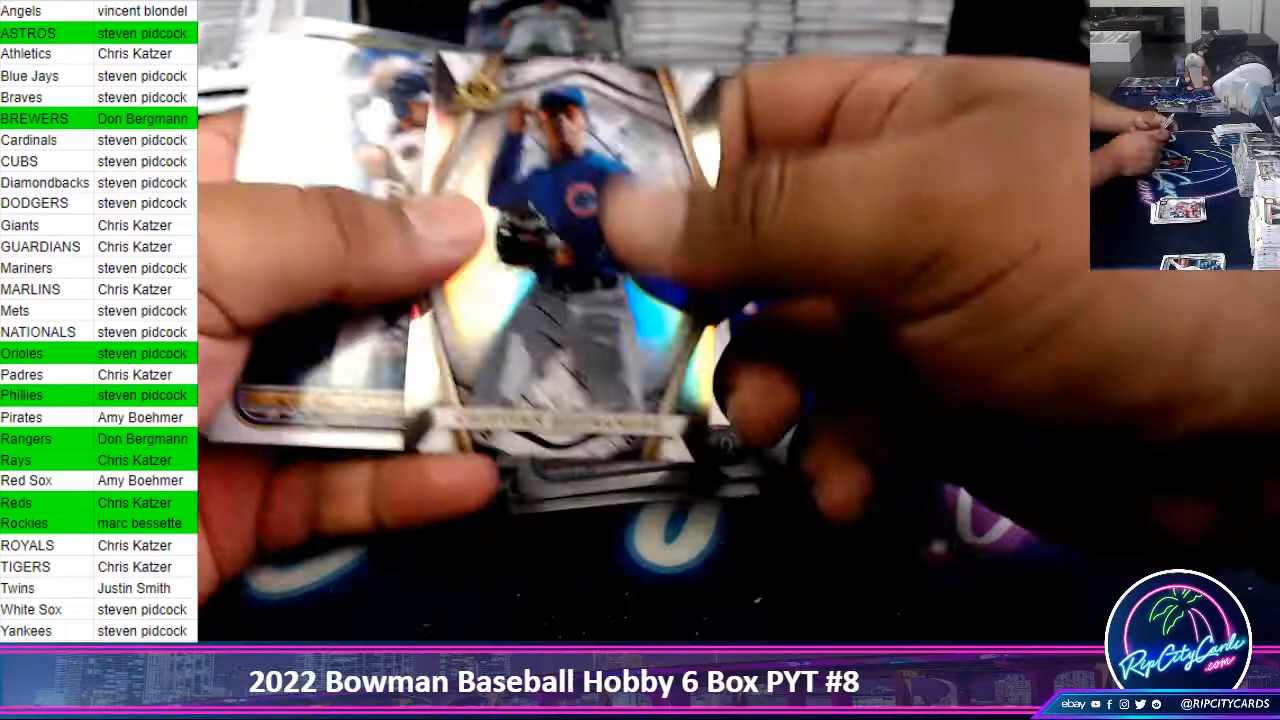 Angels vincent blondel
ASTROS steven pidcock
Athletics Chris Katzer
Blue Jays steven pidcock
Braves steven pidcock
BREWERS Don Bergmann
Cardinals steven pidcock
CUBS steven pidcock
Diamondbacks steven pidcock
DODGERS steven pidcock
Giants Chris Katzer
GUARDIANS Chris Katzer
Mariners steven pidcock
MARLINS Chris Katzer
Mets steven pidcock
NATIONALS steven pidcock
Orioles steven pidcock
Padres Chris Katzer
Phillies steven pidcock
Pirates Amy Boehmer
Rangers Don Bergmann
Rays Chris Katzer
Red Sox Amy Boehmer
Reds Chris Katzer
Rockies marc bessette
ROYALS Chris Katzer
TIGERS Chris Katzer
Twins Justin Smith
White Sox steven pidcock
Yankees steven pidcock
RipCityCards
.com
2022 Bowman Baseball Hobby 6 Box PYT #8
ebay @RIPCITYCARDS